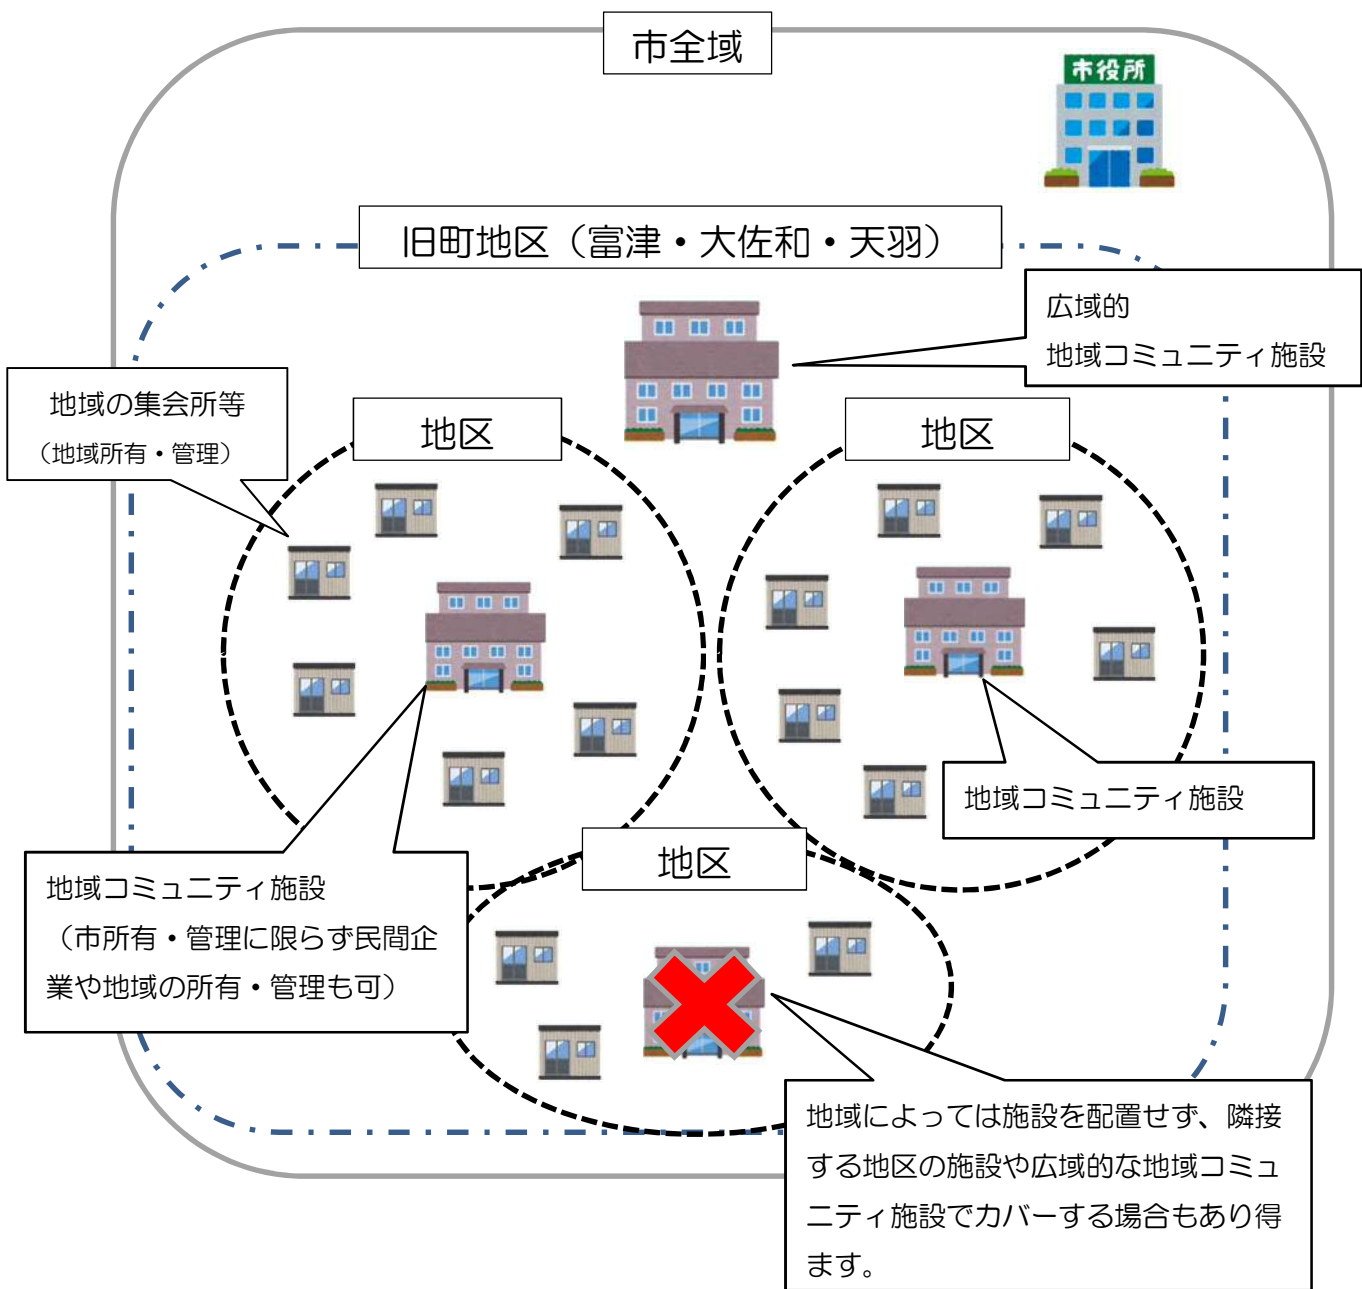 市全域
市役所
旧町地区（富津・大佐和・天羽）
広域的
地域コミュニティ施設
地域の集会所等
（地域所有・管理）
地区
地区
地域コミュニティ施設
地域コミュニティ施設
（市所有・管理に限らず民間企
業や地域の所有・管理も可）
地区
地域によっては施設を配置せず、隣接
する地区の施設や広域的な地域コミュ
ニティ施設でカバーする場合もあり得
ます。